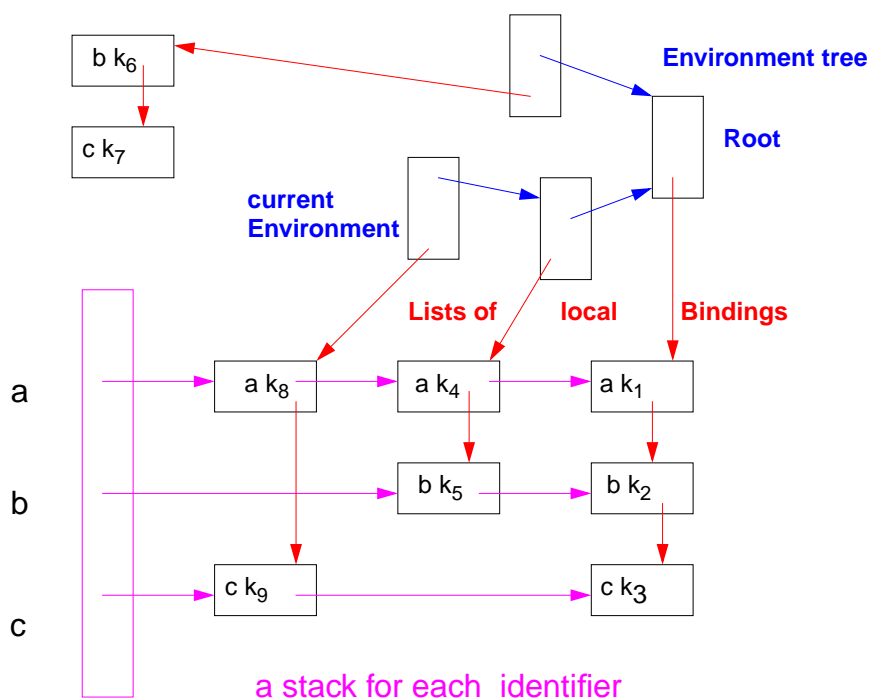 b k6
Environment tree
c k7
Root
current
Environment
Lists of local Bindings
a
a k8
a k4
a k1
b
b k5
b k2
c
c k9
c k3
a stack for each identifier